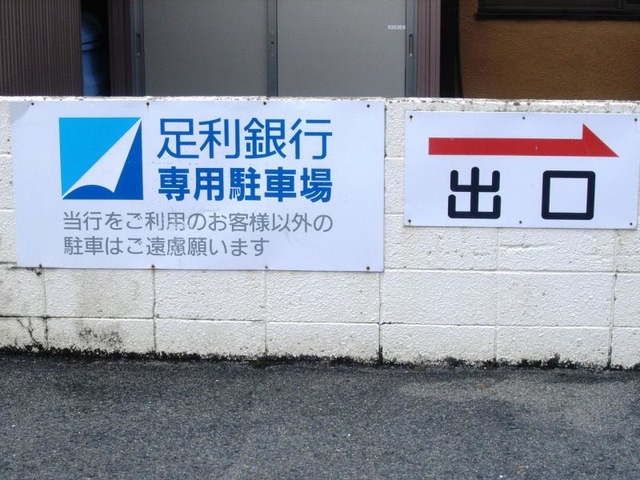 足利銀行
専用駐車場
当行をご利用のお客様以外の
駐車はご遠慮願います
出口